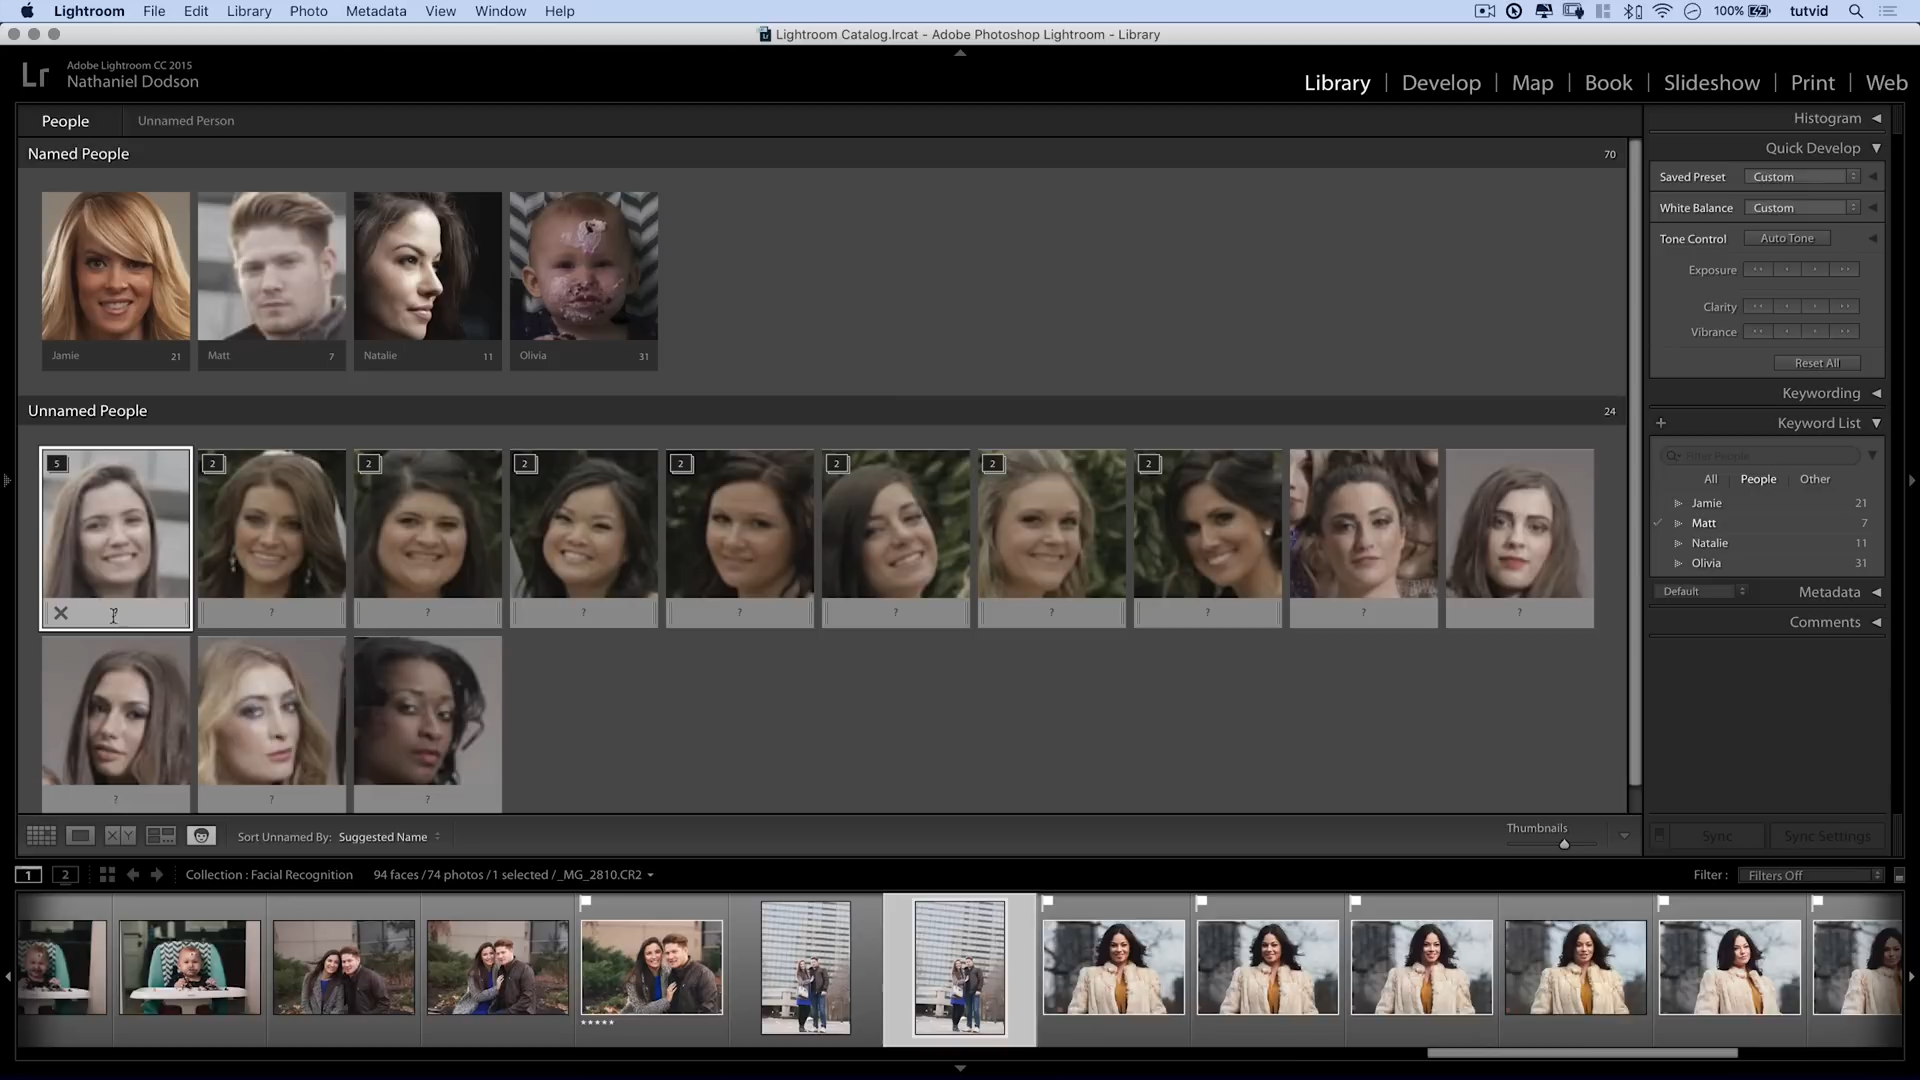 Lightroom File Edit Library Photo Metadata View Window Help 100% tutvid
Lightroom Catalog.lrcat - Adobe Photoshop Lightroom - Library
Lr Adobe Lightroom CC 2015
Nathaniel Dodson
Library | Develop | Map | Book | Slideshow | Print | Web
People Unnamed Person
Named People 70
Jamie 21 Matt 7 Natalie 11 Olivia 31
Unnamed People 24
5 2 2 2 2 2 2 2
? ? ? ? ? ? ? ? ?
? ? ?
Histogram
Quick Develop
Saved Preset Custom
White Balance Custom
Tone Control Auto Tone
Exposure
Clarity
Vibrance
Reset All
Keywording
+ Keyword List
Filter People
All People Other
Jamie 21
Matt 7
Natalie 11
Olivia 31
Default Metadata
Comments
X Y Sort Unnamed By: Suggested Name Thumbnails
Sync Sync Settings
1 2 Collection : Facial Recognition 94 faces /74 photos /1 selected /_MG_2810.CR2 Filter : Filters Off